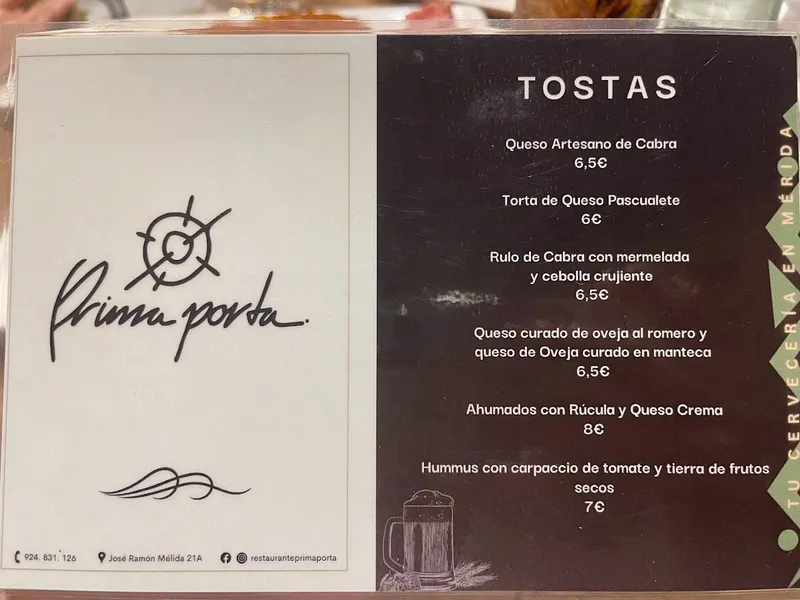 Prima porta.
924. 831. 126
José Ramón Mélida 21A
restauranteprimaporta
TOSTAS
Queso Artesano de Cabra
6,5€
Torta de Queso Pascualete
6€
Rulo de Cabra con mermelada
y cebolla crujiente
6,5€
Queso curado de oveja al romero y
queso de Oveja curado en manteca
6,5€
Ahumados con Rúcula y Queso Crema
8€
Hummus con carpaccio de tomate y tierra de frutos
secos
7€
TU CERVECERÍA EN MÉRIDA